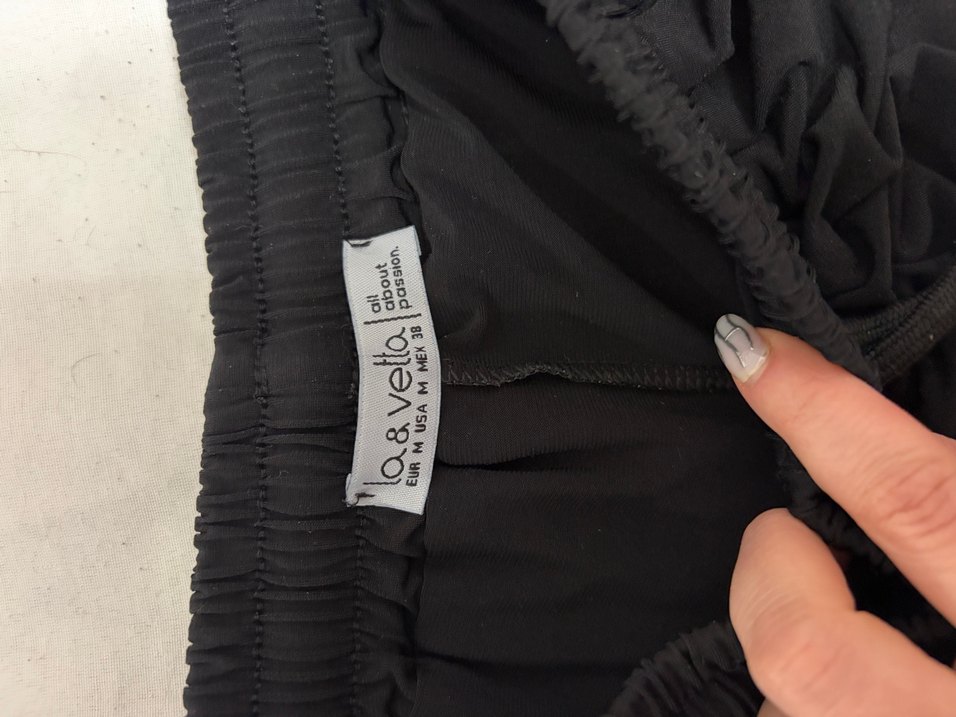 la & vetta
all
about
passion.
EUR M USA M MEX 38